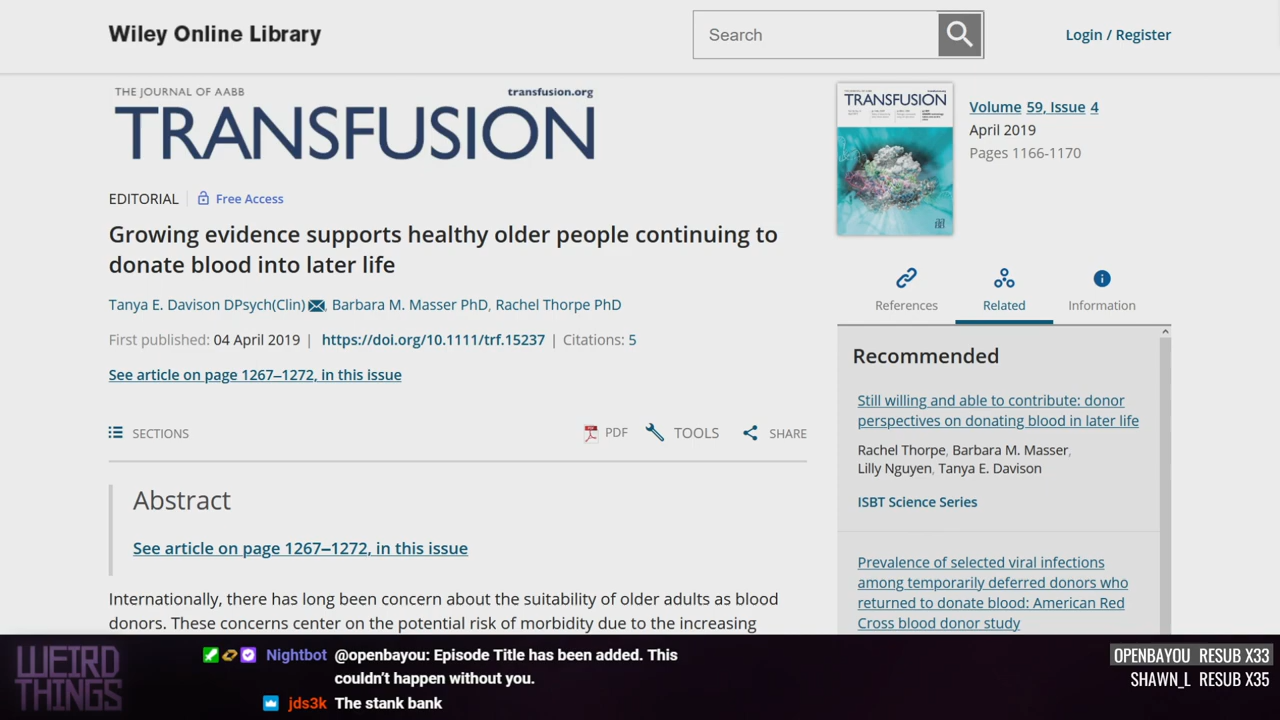 Wiley Online Library
Search
Login / Register
THE JOURNAL OF AABB
transfusion.org
TRANSFUSION
EDITORIAL
Free Access
Growing evidence supports healthy older people continuing to
donate blood into later life
Tanya E. Davison DPsych(Clin), Barbara M. Masser PhD, Rachel Thorpe PhD
First published: 04 April 2019 | https://doi.org/10.1111/trf.15237 | Citations: 5
See article on page 1267–1272, in this issue
SECTIONS
PDF
TOOLS
SHARE
Abstract
See article on page 1267–1272, in this issue
Internationally, there has long been concern about the suitability of older adults as blood
donors. These concerns center on the potential risk of morbidity due to the increasing
TRANSFUSION
Volume 59, Issue 4
April 2019
Pages 1166-1170
References
Related
Information
Recommended
Still willing and able to contribute: donor
perspectives on donating blood in later life
Rachel Thorpe, Barbara M. Masser,
Lilly Nguyen, Tanya E. Davison
ISBT Science Series
Prevalence of selected viral infections
among temporarily deferred donors who
returned to donate blood: American Red
Cross blood donor study
WEIRD
THINGS
Nightbot @openbayou: Episode Title has been added. This
couldn't happen without you.
jds3k The stank bank
OPENBAYOU RESUB X33
SHAWN_L RESUB X35